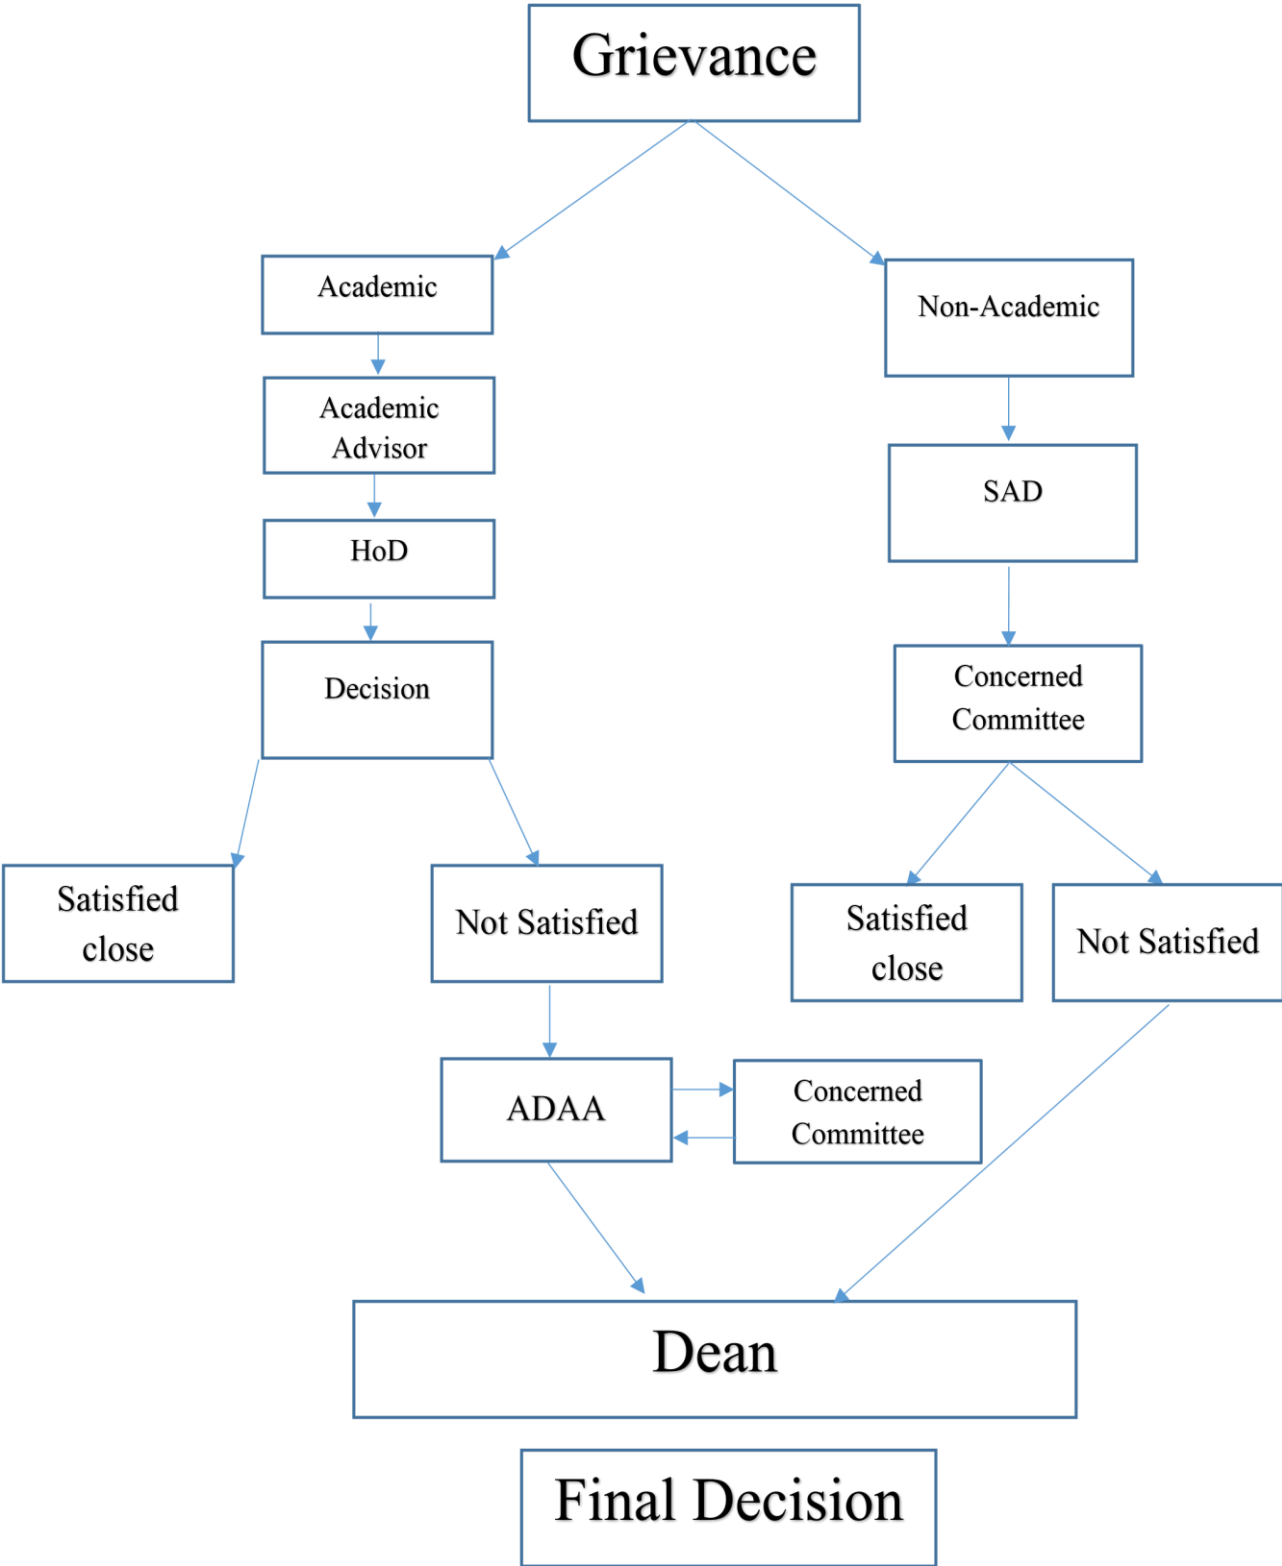 Grievance
Academic
Non-Academic
Academic
Advisor
SAD
HoD
Decision
Concerned
Committee
Satisfied
close
Not Satisfied
Satisfied
close
Not Satisfied
ADAA
Concerned
Committee
Dean
Final Decision